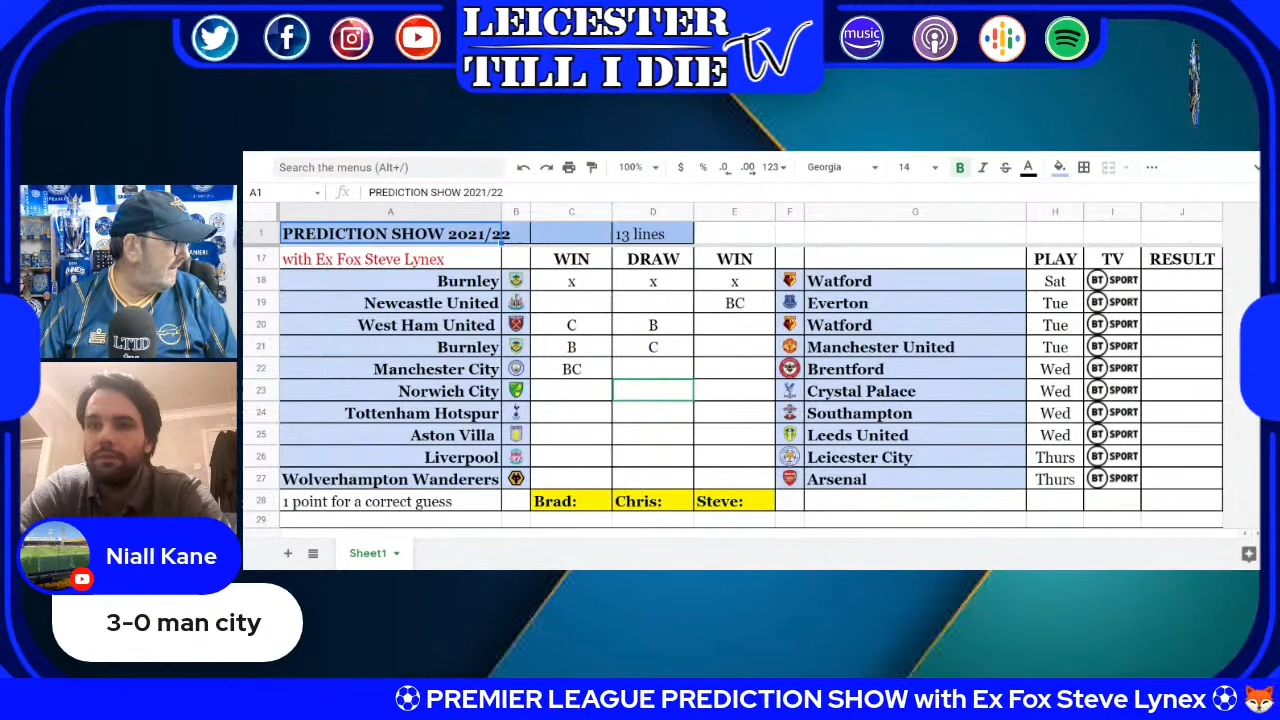 LEICESTER
TILL I DIE TV
music
Search the menus (Alt+/)
100% $ % .0 .00 123 Georgia 14 B I S A
A1 fx PREDICTION SHOW 2021/22
A B C D E F G H I J
1 PREDICTION SHOW 2021/22 13 lines
17 with Ex Fox Steve Lynex WIN DRAW WIN PLAY TV RESULT
18 Burnley x x x Watford Sat BT SPORT
19 Newcastle United BC Everton Tue BT SPORT
20 West Ham United C B Watford Tue BT SPORT
21 Burnley B C Manchester United Tue BT SPORT
22 Manchester City BC Brentford Wed BT SPORT
23 Norwich City Crystal Palace Wed BT SPORT
24 Tottenham Hotspur Southampton Wed BT SPORT
25 Aston Villa Leeds United Wed BT SPORT
26 Liverpool Leicester City Thurs BT SPORT
27 Wolverhampton Wanderers Arsenal Thurs BT SPORT
28 1 point for a correct guess Brad: Chris: Steve:
29
Sheet1
LTID
tv
Niall Kane
3-0 man city
PREMIER LEAGUE PREDICTION SHOW with Ex Fox Steve Lynex